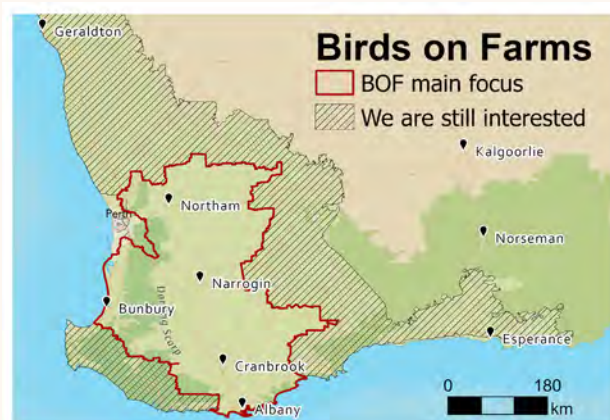 Geraldton
Birds on Farms
BOF main focus
We are still interested
Kalgoorlie
Northam
Perth
Norseman
Narrogin
Bunbury
Darling Scarp
Esperance
Cranbrook
Albany
0 180
km